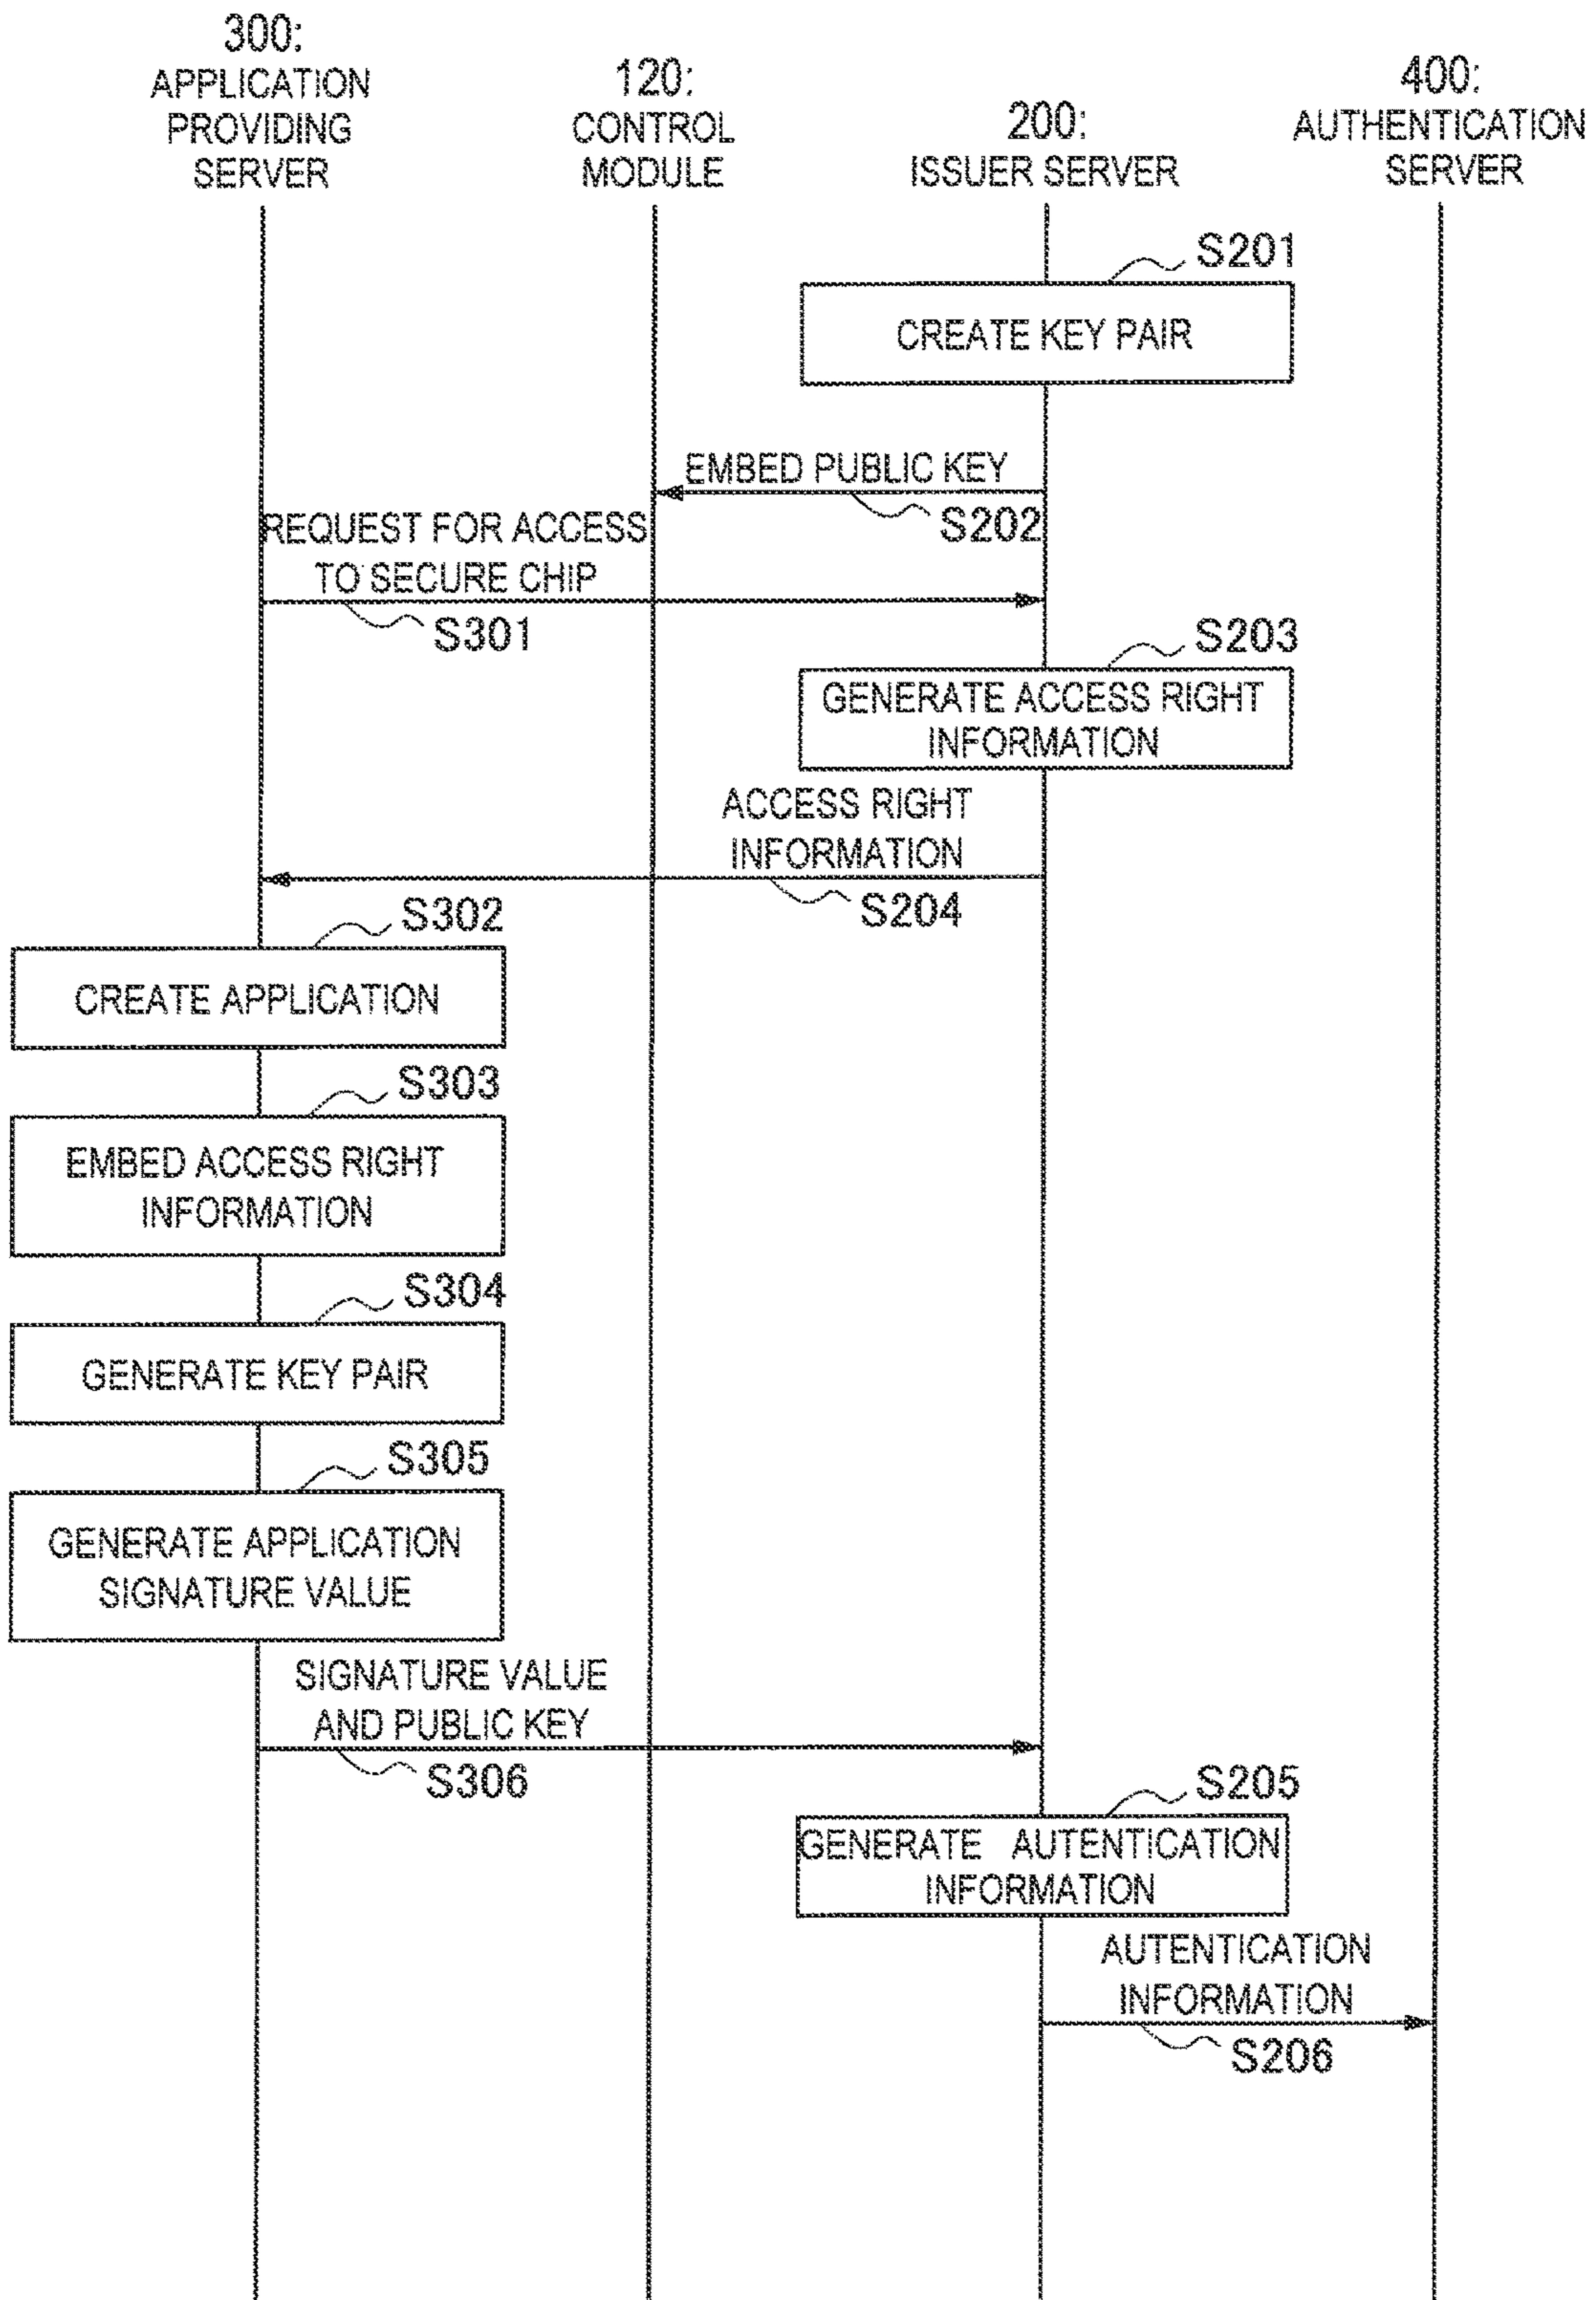 300:
APPLICATION
PROVIDING
SERVER
120:
CONTROL
MODULE
200:
ISSUER SERVER
400:
AUTHENTICATION
SERVER
S201
CREATE KEY PAIR
EMBED PUBLIC KEY
S202
REQUEST FOR ACCESS
TO SECURE CHIP
S301
S203
GENERATE ACCESS RIGHT
INFORMATION
ACCESS RIGHT
INFORMATION
S204
S302
CREATE APPLICATION
S303
EMBED ACCESS RIGHT
INFORMATION
S304
GENERATE KEY PAIR
S305
GENERATE APPLICATION
SIGNATURE VALUE
SIGNATURE VALUE
AND PUBLIC KEY
S306
S205
GENERATE AUTENTICATION
INFORMATION
AUTENTICATION
INFORMATION
S206